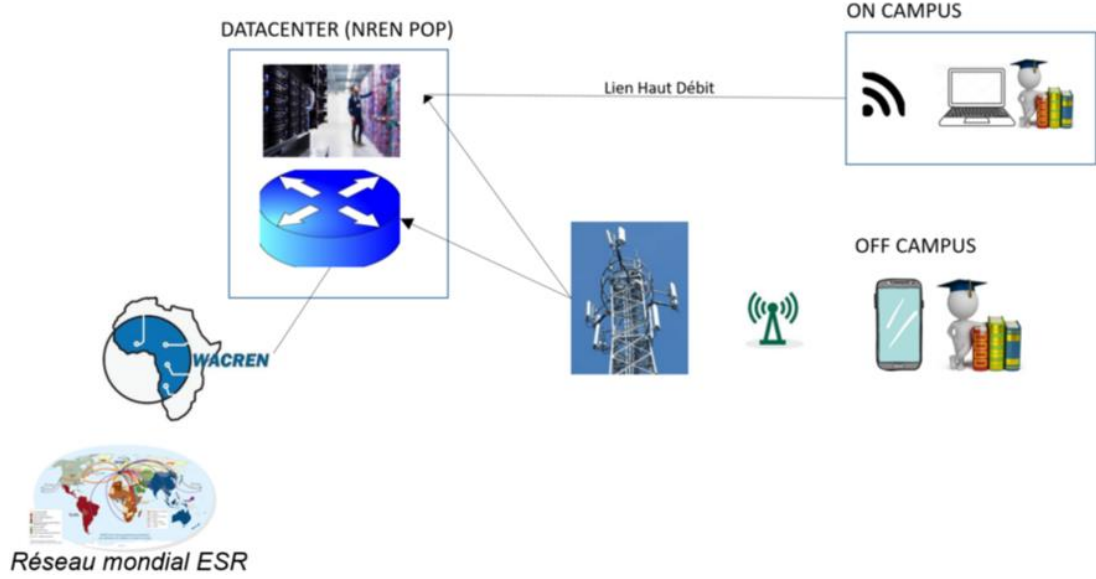 ON CAMPUS
DATACENTER (NREN POP)
Lien Haut Débit
OFF CAMPUS
WACREN
Réseau mondial ESR